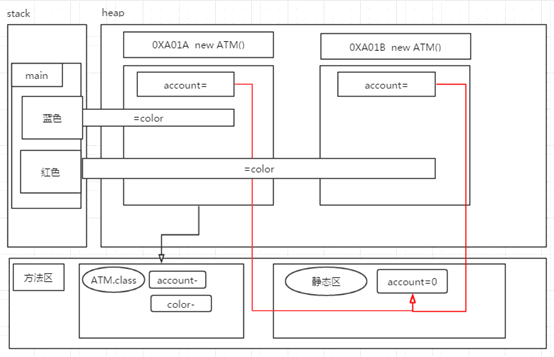 stack
heap
0XA01A new ATM()
0XA01B new ATM()
main
account=
account=
蓝色
=color
红色
=color
方法区
ATM.class
account-
color-
静态区
account=0